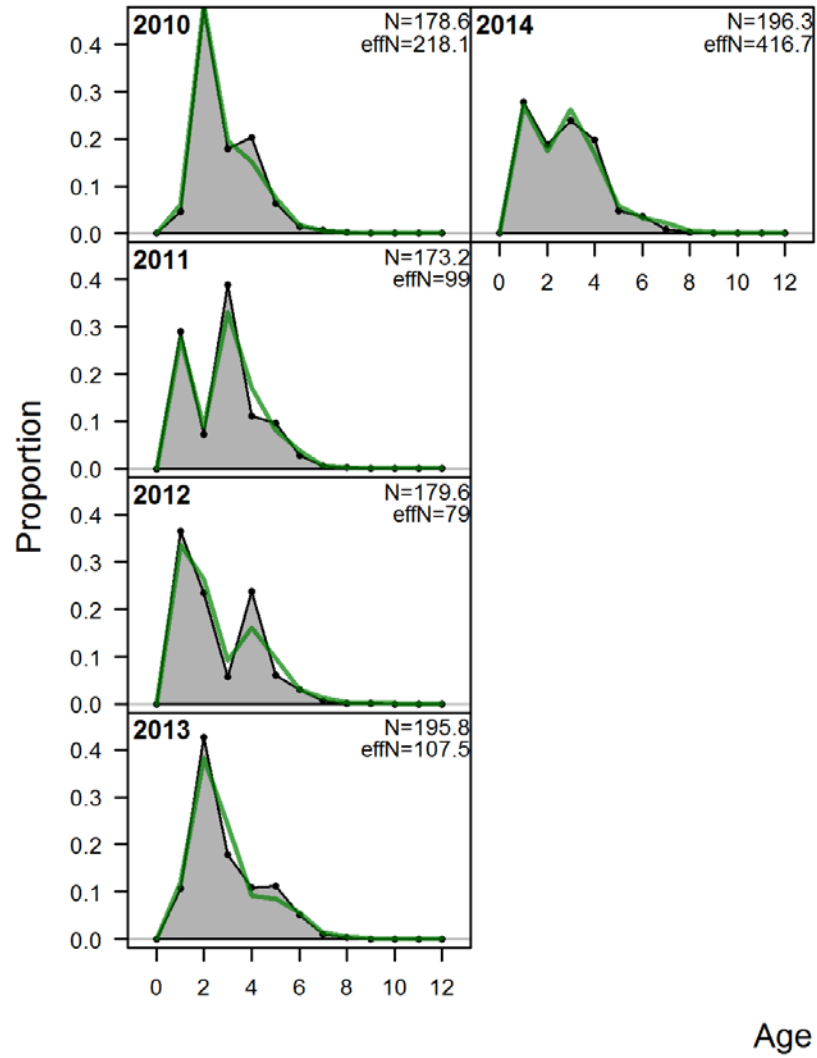 Proportion
2010
N=178.6
effN=218.1
0.4
0.3
0.2
0.1
0.0
2011
N=173.2
effN=99
0.4
0.3
0.2
0.1
0.0
2012
N=179.6
effN=79
0.4
0.3
0.2
0.1
0.0
2013
N=195.8
effN=107.5
0.4
0.3
0.2
0.1
0.0
0 2 4 6 8 10 12
2014
N=196.3
effN=416.7
0 2 4 6 8 10 12
Age